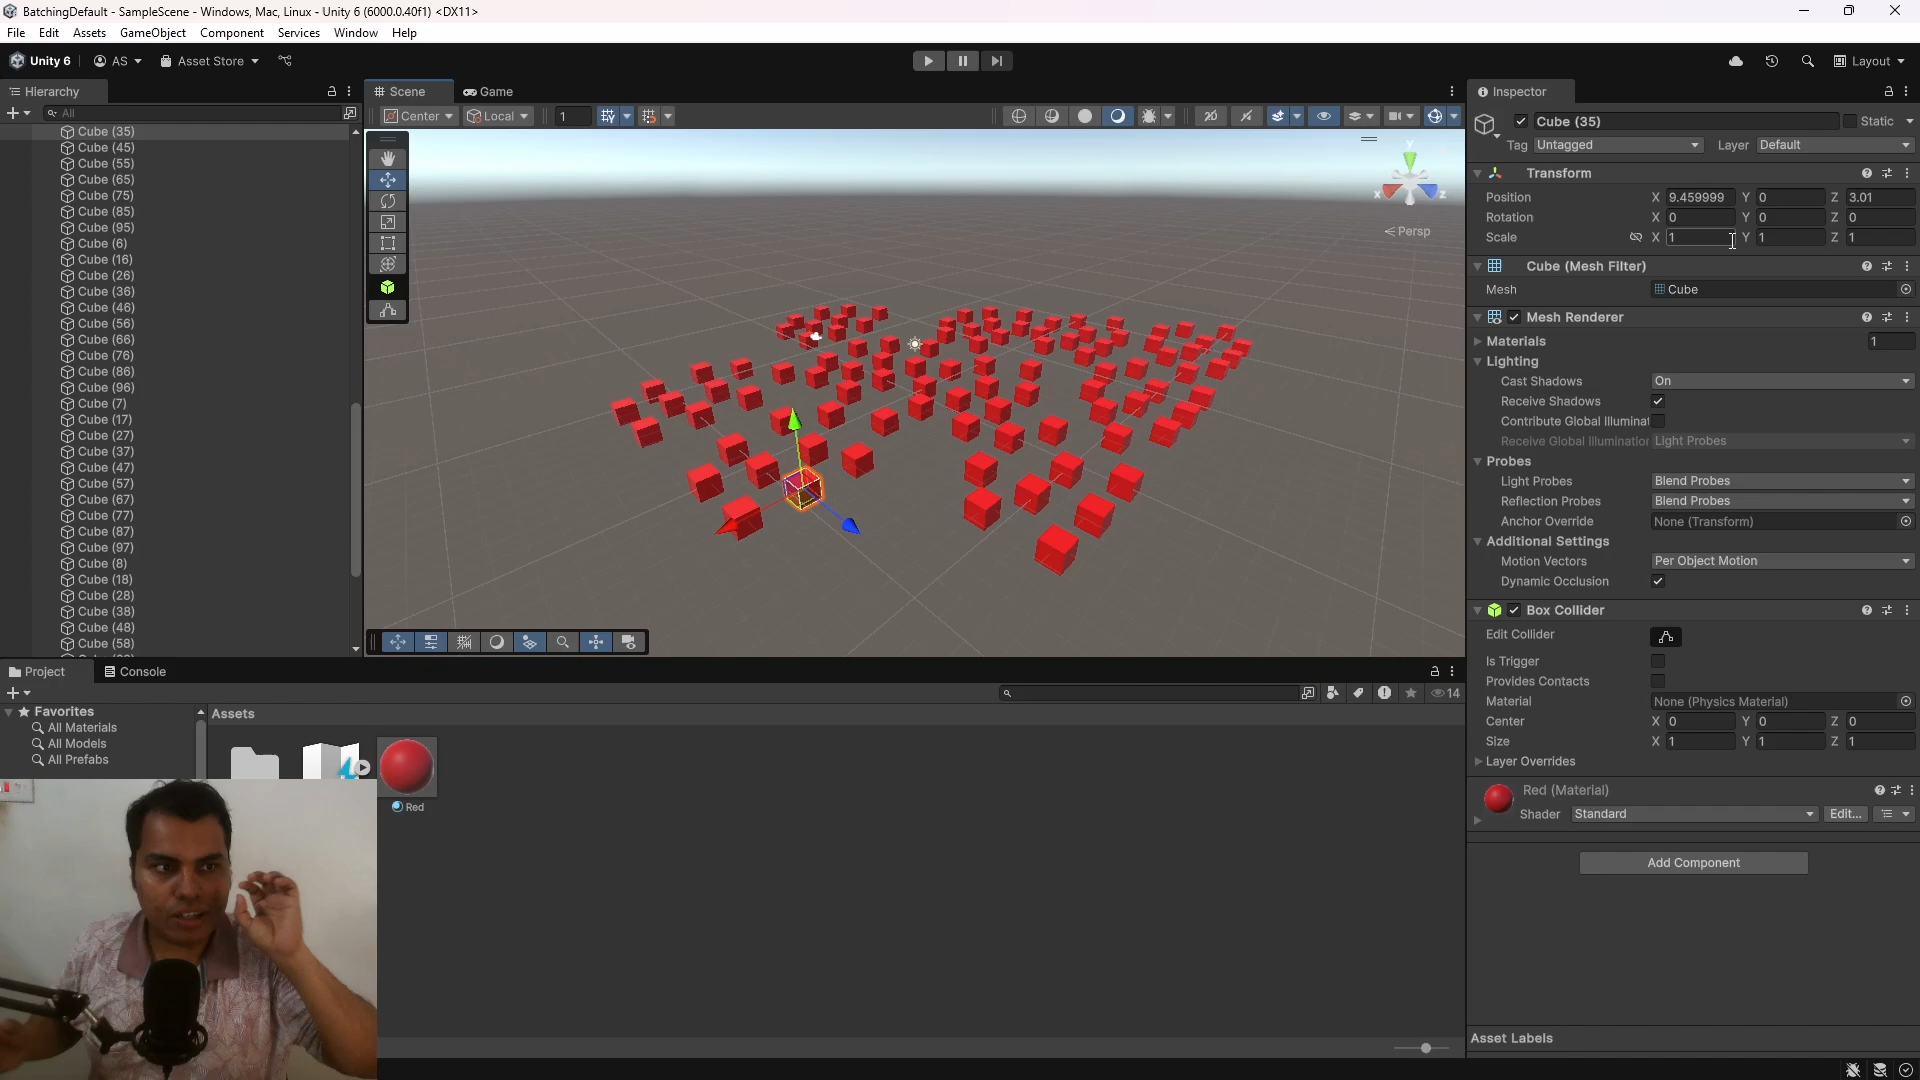 BatchingDefault - SampleScene - Windows, Mac, Linux - Unity 6 (6000.0.40f1) <DX11>
File Edit Assets GameObject Component Services Window Help
Unity 6 AS Asset Store Layout
Hierarchy
All
Cube (35)
Cube (45)
Cube (55)
Cube (65)
Cube (75)
Cube (85)
Cube (95)
Cube (6)
Cube (16)
Cube (26)
Cube (36)
Cube (46)
Cube (56)
Cube (66)
Cube (76)
Cube (86)
Cube (96)
Cube (7)
Cube (17)
Cube (27)
Cube (37)
Cube (47)
Cube (57)
Cube (67)
Cube (77)
Cube (87)
Cube (97)
Cube (8)
Cube (18)
Cube (28)
Cube (38)
Cube (48)
Cube (58)
Scene Game
Center Local 1 2D
y
x z
Persp
Inspector
Cube (35) Static
Tag Untagged Layer Default
Transform
Position X 9.459999 Y 0 Z 3.01
Rotation X 0 Y 0 Z 0
Scale X 1 Y 1 Z 1
Cube (Mesh Filter)
Mesh Cube
Mesh Renderer
Materials 1
Lighting
Cast Shadows On
Receive Shadows
Contribute Global Illuminat
Receive Global Illumination Light Probes
Probes
Light Probes Blend Probes
Reflection Probes Blend Probes
Anchor Override None (Transform)
Additional Settings
Motion Vectors Per Object Motion
Dynamic Occlusion
Box Collider
Edit Collider
Is Trigger
Provides Contacts
Material None (Physics Material)
Center X 0 Y 0 Z 0
Size X 1 Y 1 Z 1
Layer Overrides
Red (Material)
Shader Standard Edit...
Add Component
Asset Labels
Project Console
14
Favorites
All Materials
All Models
All Prefabs
Assets
Red